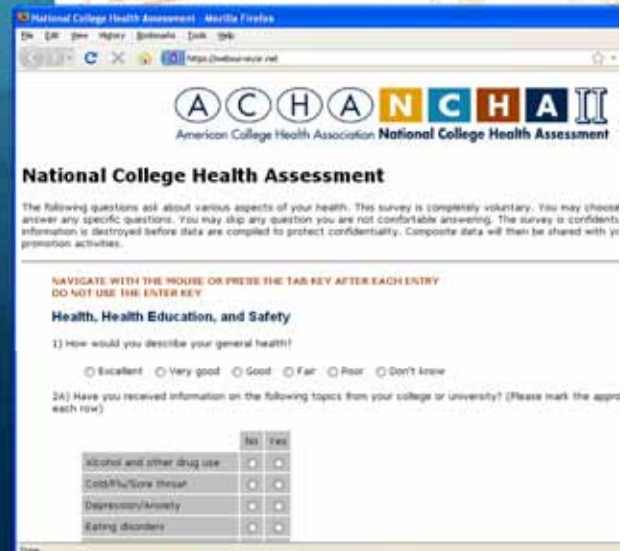 National College Health Assessment - Mozilla Firefox
File Edit View History Bookmarks Tools Help
ACHA NCHA II
American College Health Association National College Health Assessment
National College Health Assessment
The following questions ask about various aspects of your health. This survey is completely voluntary. You may choose
answer any specific questions. You may skip any question you are not comfortable answering. The survey is confidenti
information is destroyed before data are compiled to protect confidentiality. Composite data will then be shared with yo
promotion activities.
NAVIGATE WITH THE MOUSE OR PRESS THE TAB KEY AFTER EACH ENTRY
DO NOT USE THE ENTER KEY
Health, Health Education, and Safety
1) How would you describe your general health?
Excellent Very good Good Fair Poor Don't know
2A) Have you received information on the following topics from your college or university? (Please mark the appro
each row)
No Yes
Alcohol and other drug use
Cold/Flu/Sore throat
Depression/Anxiety
Eating disorders
Done